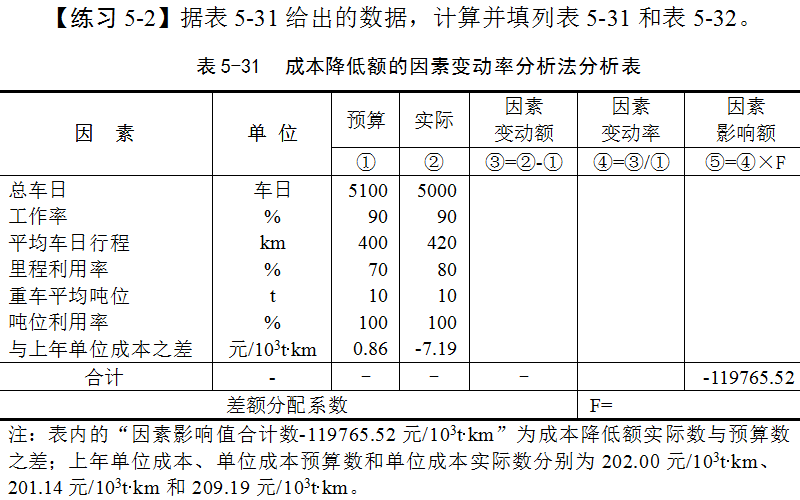 【练习 5-2】据表 5-31 给出的数据，计算并填列表 5-31 和表 5-32。
表 5-31 成本降低额的因素变动率分析法分析表
因 素 单 位 预算 实际 因素变动额 因素变动率 因素影响额
① ② ③=②-① ④=③/① ⑤=④×F
总车日 车日 5100 5000
工作率 % 90 90
平均车日行程 km 400 420
里程利用率 % 70 80
重车平均吨位 t 10 10
吨位利用率 % 100 100
与上年单位成本之差 元/10³t·km 0.86 -7.19
合计 - - - - -119765.52
差额分配系数 F=
注：表内的“因素影响值合计数-119765.52 元/10³t·km”为成本降低额实际数与预算数
之差；上年单位成本、单位成本预算数和单位成本实际数分别为 202.00 元/10³t·km、
201.14 元/10³t·km 和 209.19 元/10³t·km。